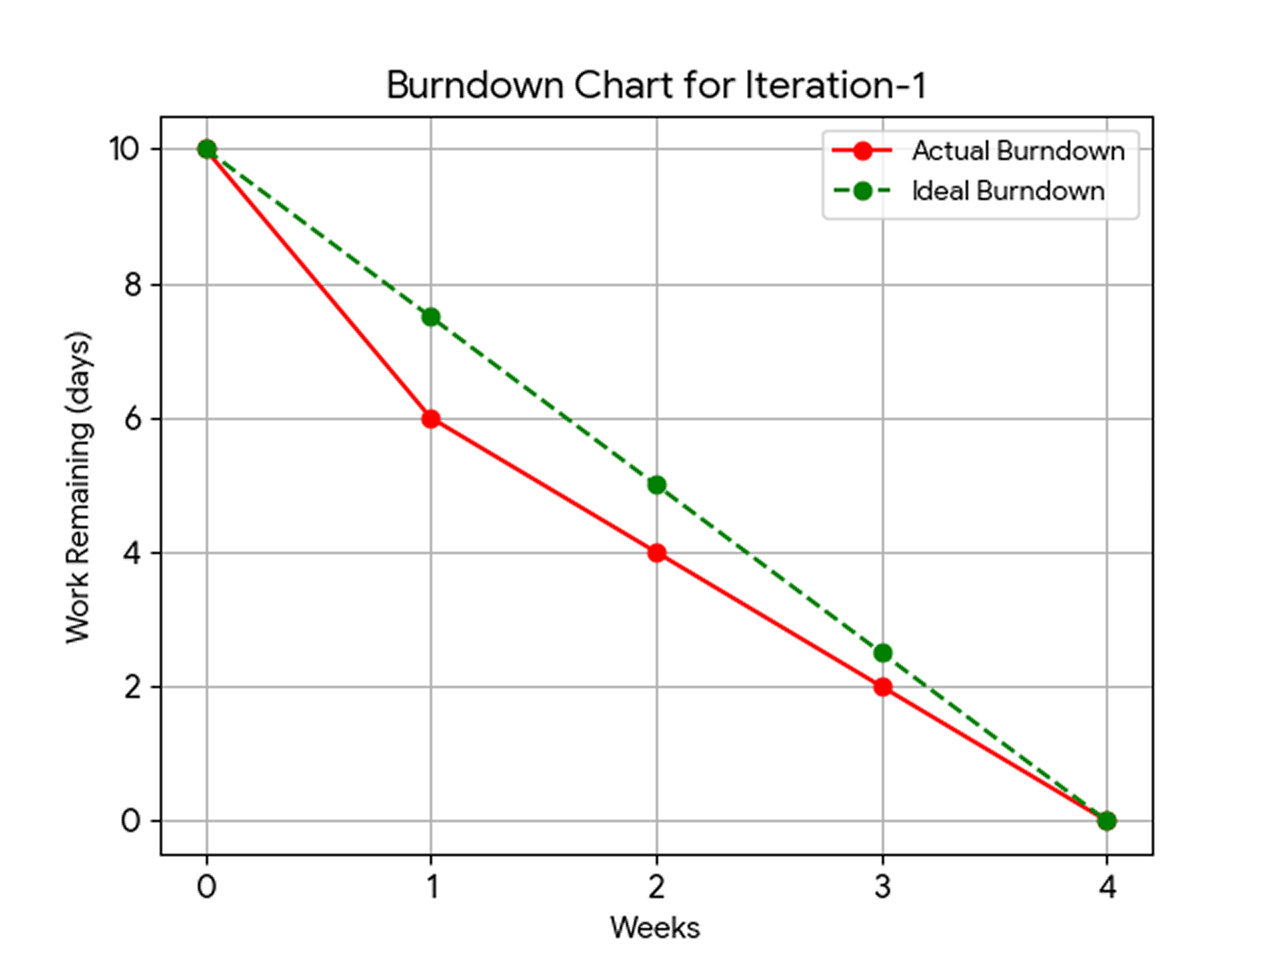 Burndown Chart for Iteration-1
Actual Burndown
Ideal Burndown
10
8
6
4
2
0
Work Remaining (days)
0 1 2 3 4
Weeks